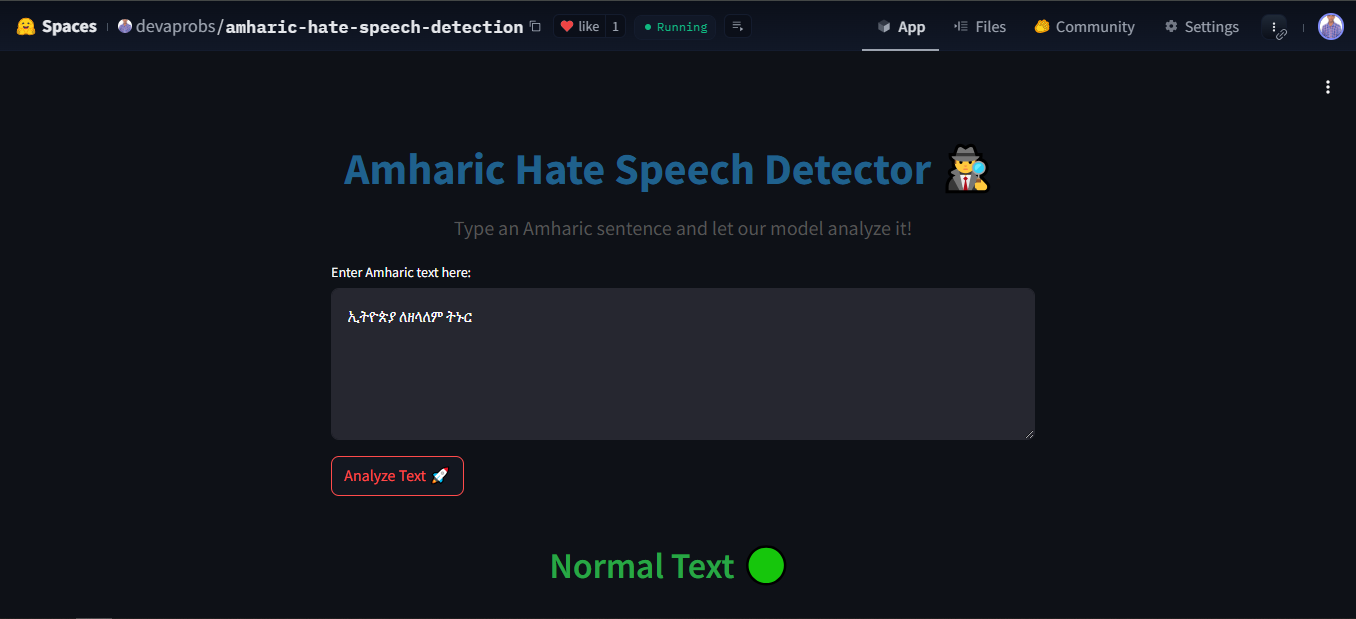 Spaces devaprobs/amharic-hate-speech-detection like 1 Running App Files Community Settings
Amharic Hate Speech Detector
Type an Amharic sentence and let our model analyze it!
Enter Amharic text here:
ኢትዮጵያ ለዘላለም ትኑር
Analyze Text
Normal Text